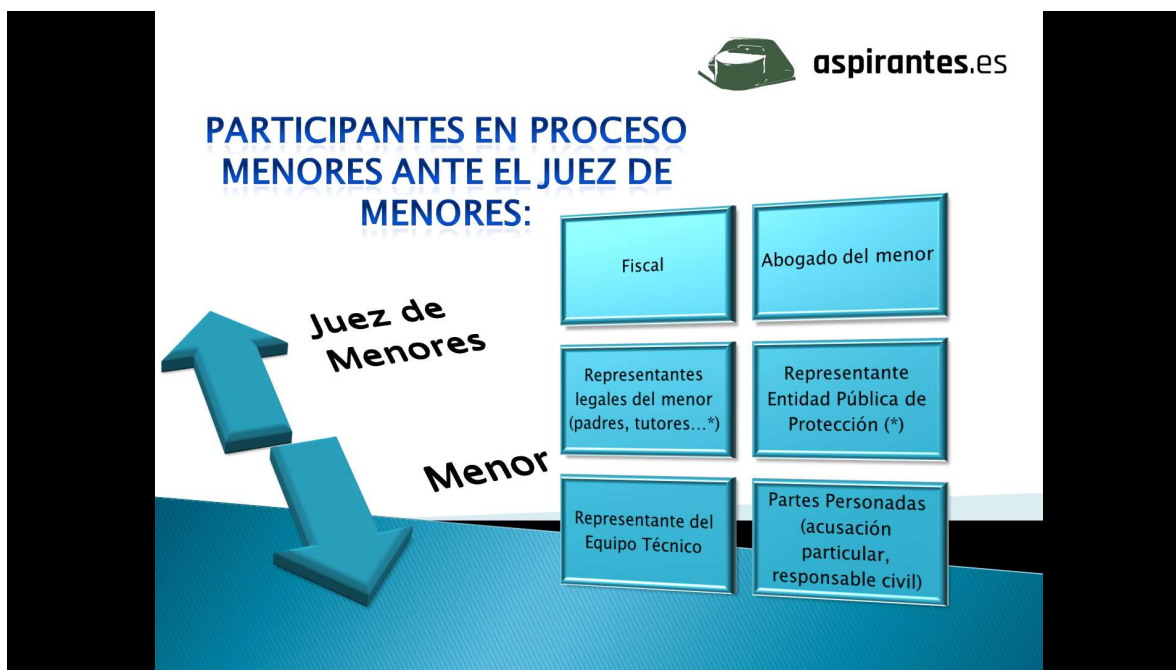 aspirantes.es
PARTICIPANTES EN PROCESO
MENORES ANTE EL JUEZ DE
MENORES:
Juez de
Menores
Menor
Fiscal
Abogado del menor
Representantes
legales del menor
(padres, tutores...*)
Representante
Entidad Pública de
Protección (*)
Representante del
Equipo Técnico
Partes Personadas
(acusación
particular,
responsable civil)